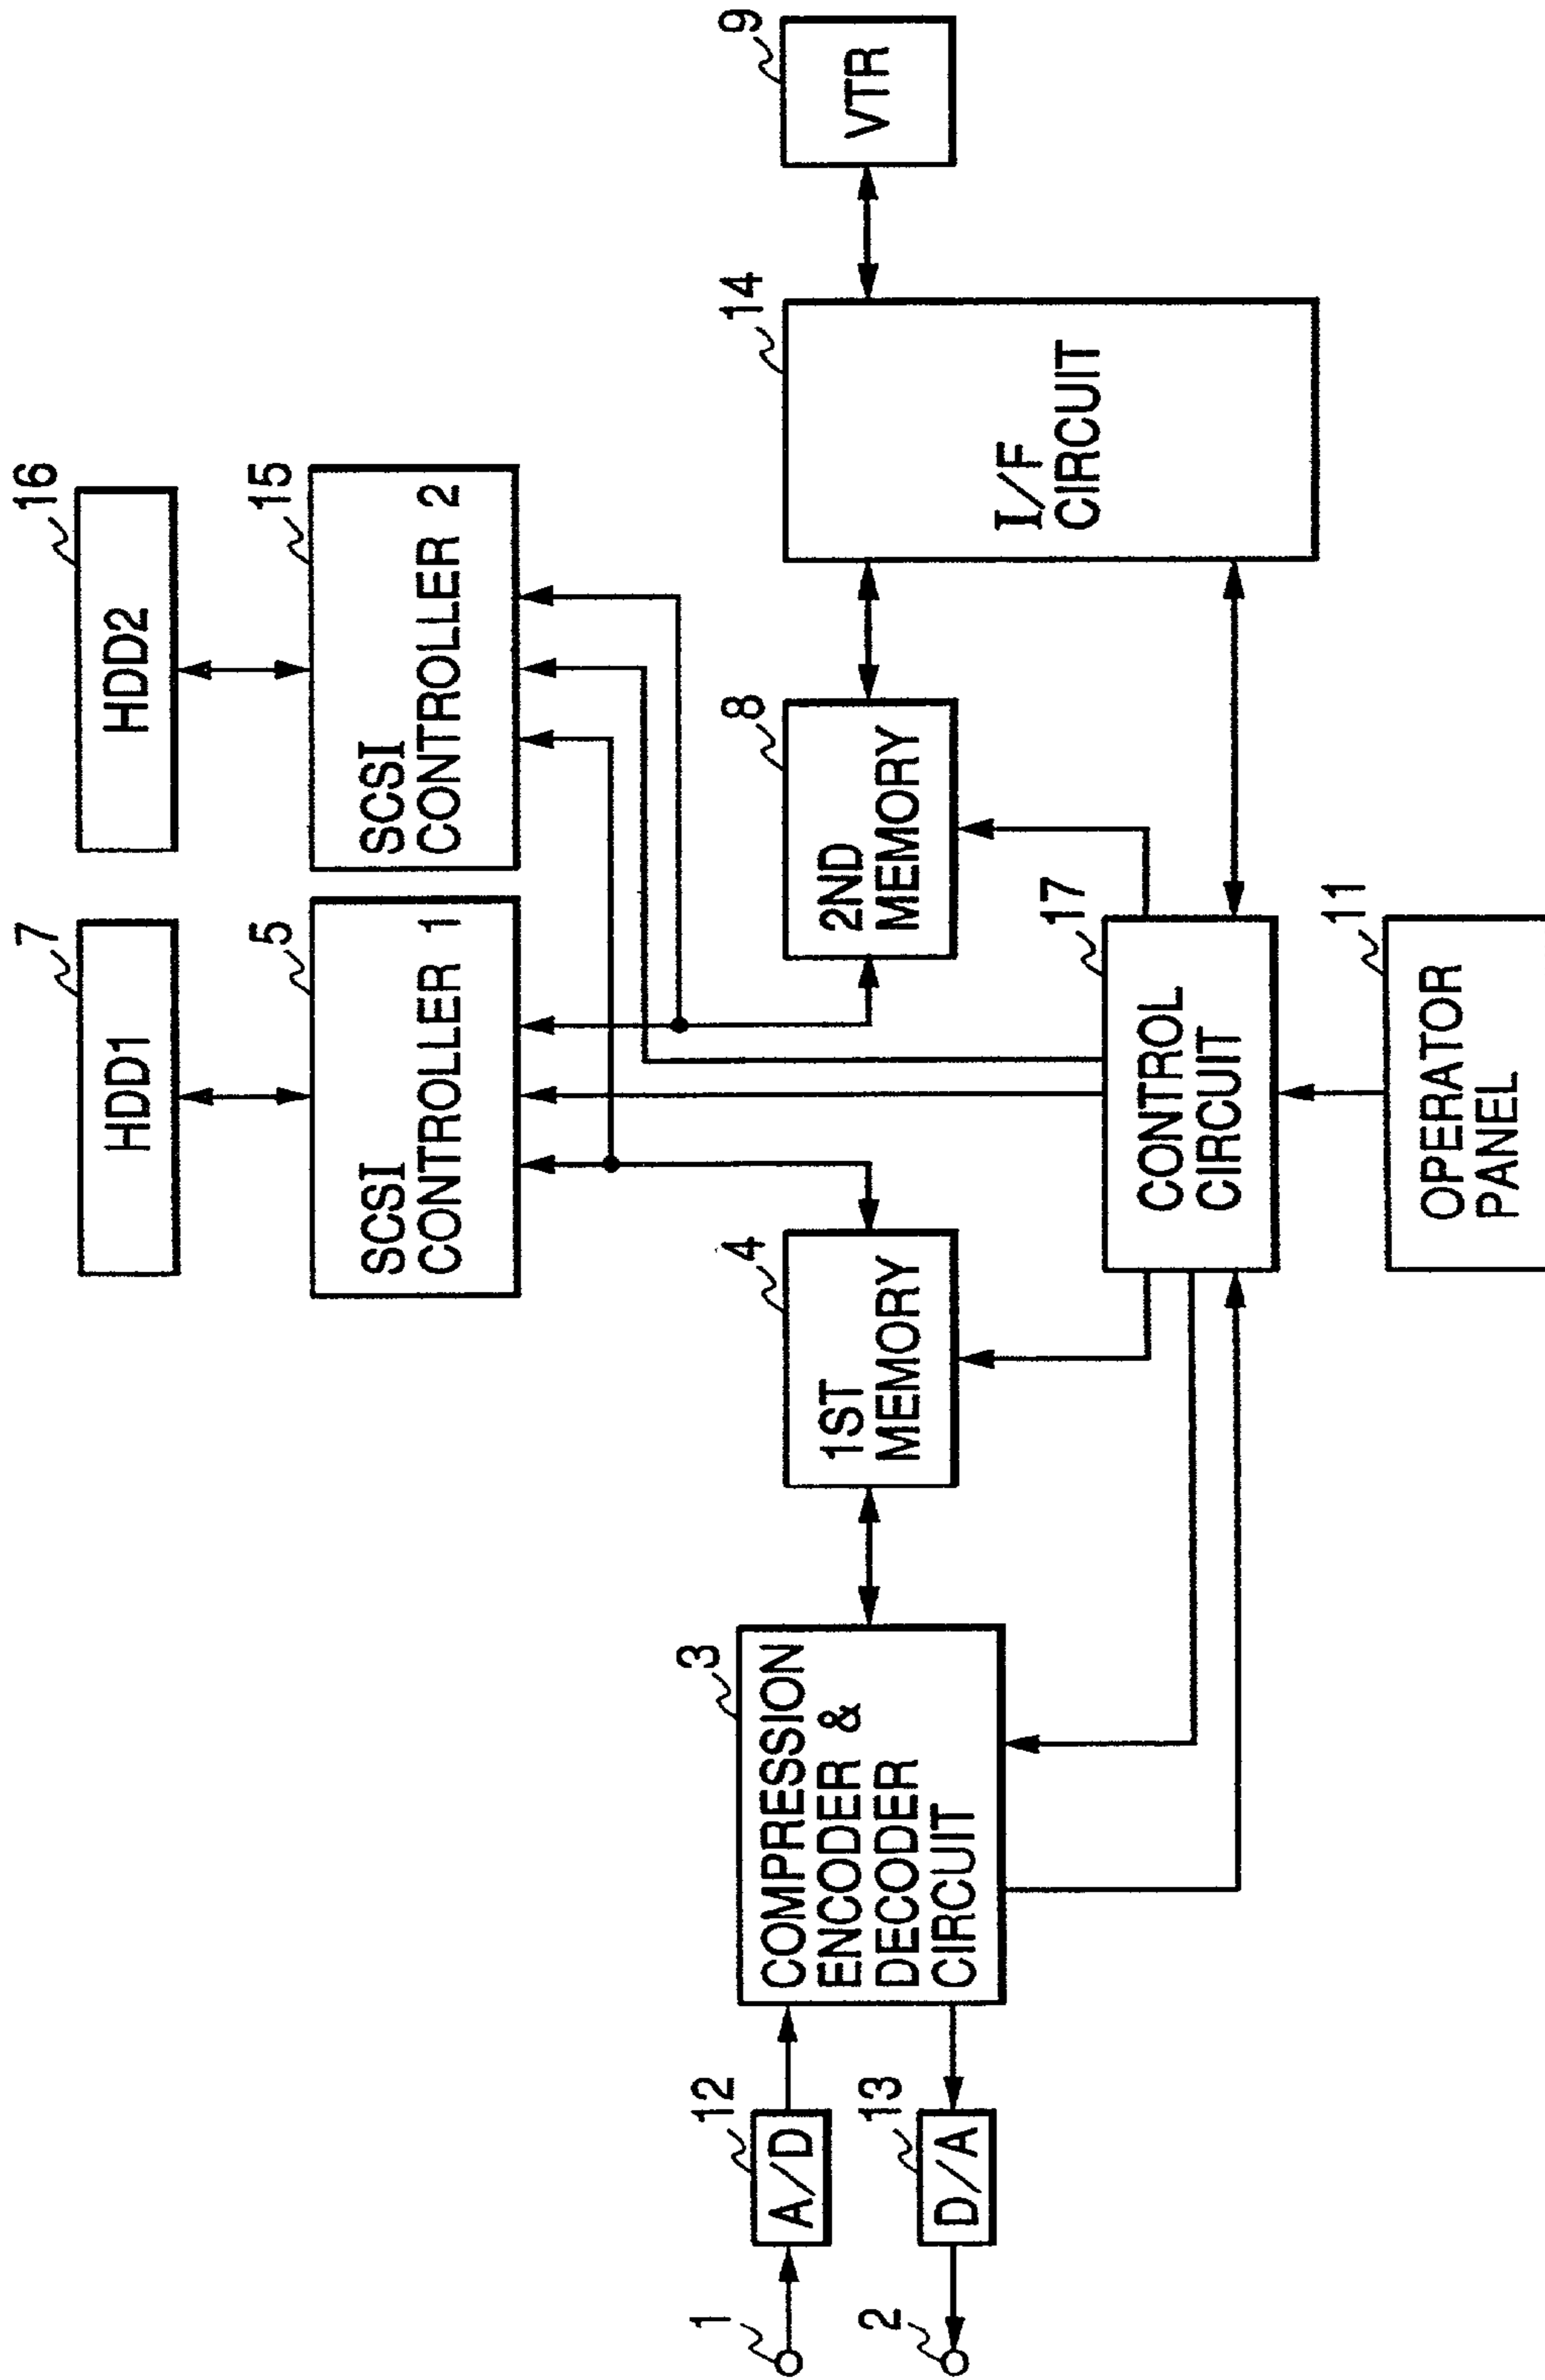 7
HDD1
16
HDD2
5
SCSI
CONTROLLER 1
15
SCSI
CONTROLLER 2
1
12
A/D
2
13
D/A
3
COMPRESSION
ENCODER &
DECODER
CIRCUIT
4
1ST
MEMORY
8
2ND
MEMORY
14
I/F
CIRCUIT
9
VTR
17
CONTROL
CIRCUIT
11
OPERATOR
PANEL